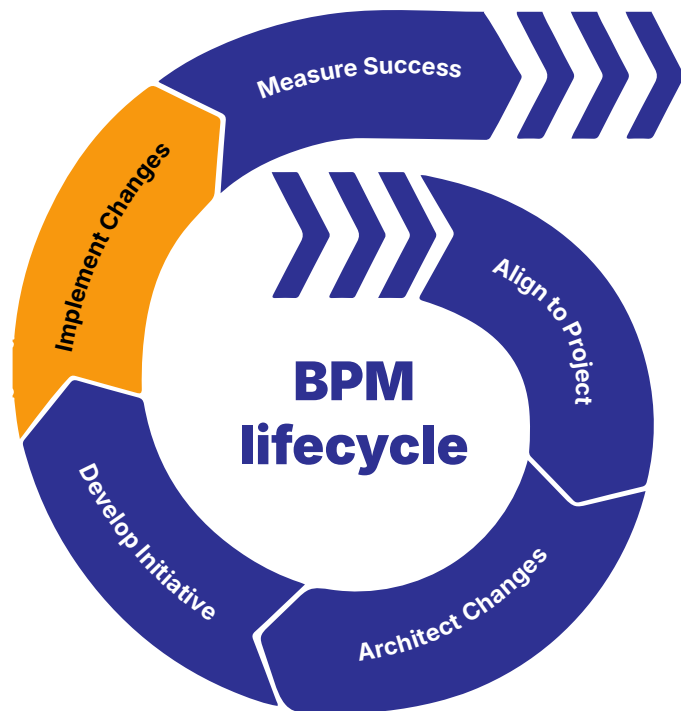 Measure Success
Implement Changes
Align to Project
BPM
lifecycle
Develop Initiative
Architect Changes